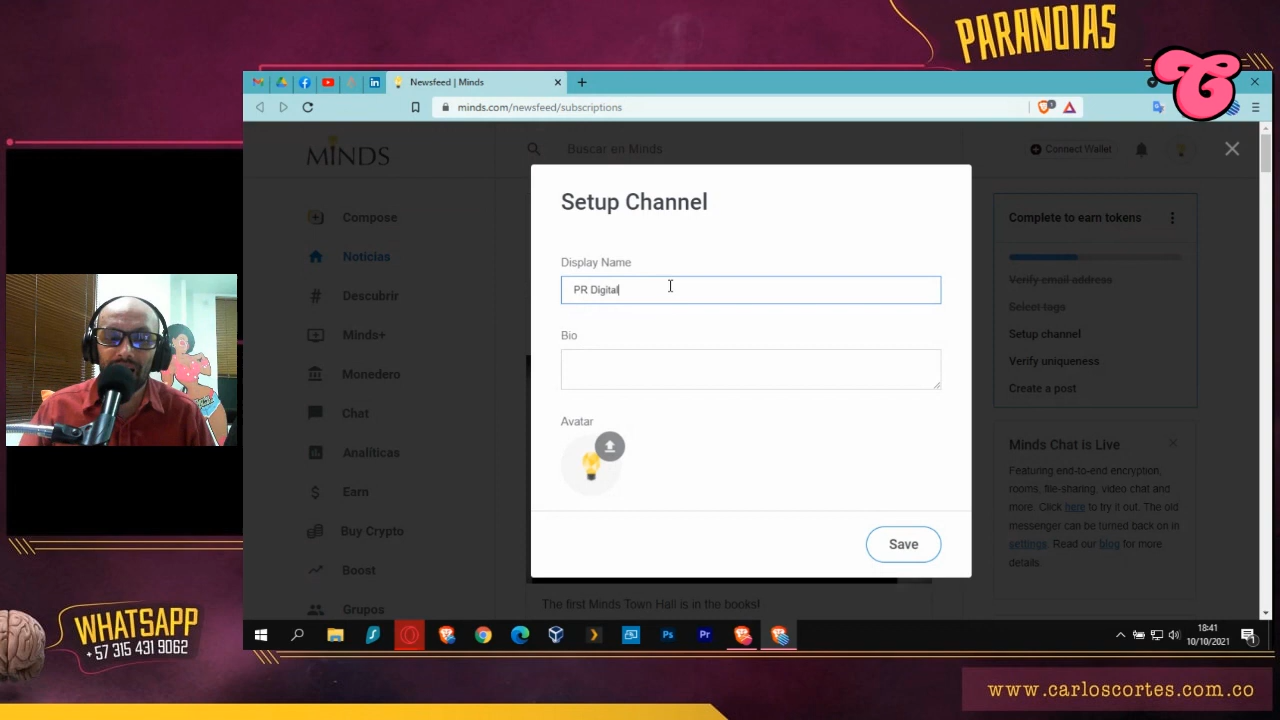 PARANOIAS
Newsfeed | Minds
minds.com/newsfeed/subscriptions
MINDS
Buscar en Minds
Connect Wallet
Compose
Noticias
Descubrir
Minds+
Monedero
Chat
Analíticas
Earn
Buy Crypto
Boost
Grupos
Setup Channel
Display Name
PR Digital
Bio
Avatar
Save
The first Minds Town Hall is in the books!
Complete to earn tokens
Verify email address
Select tags
Setup channel
Verify uniqueness
Create a post
Minds Chat is Live
Featuring end-to-end encryption,
rooms, file-sharing, video chat and
more. Click here to try it out. The old
messenger can be turned back on in
settings. Read our blog for more
details.
Ps
Pr
18:41
10/10/2021
WHATSAPP
+ 57 315 431 9062
www.carloscortes.com.co